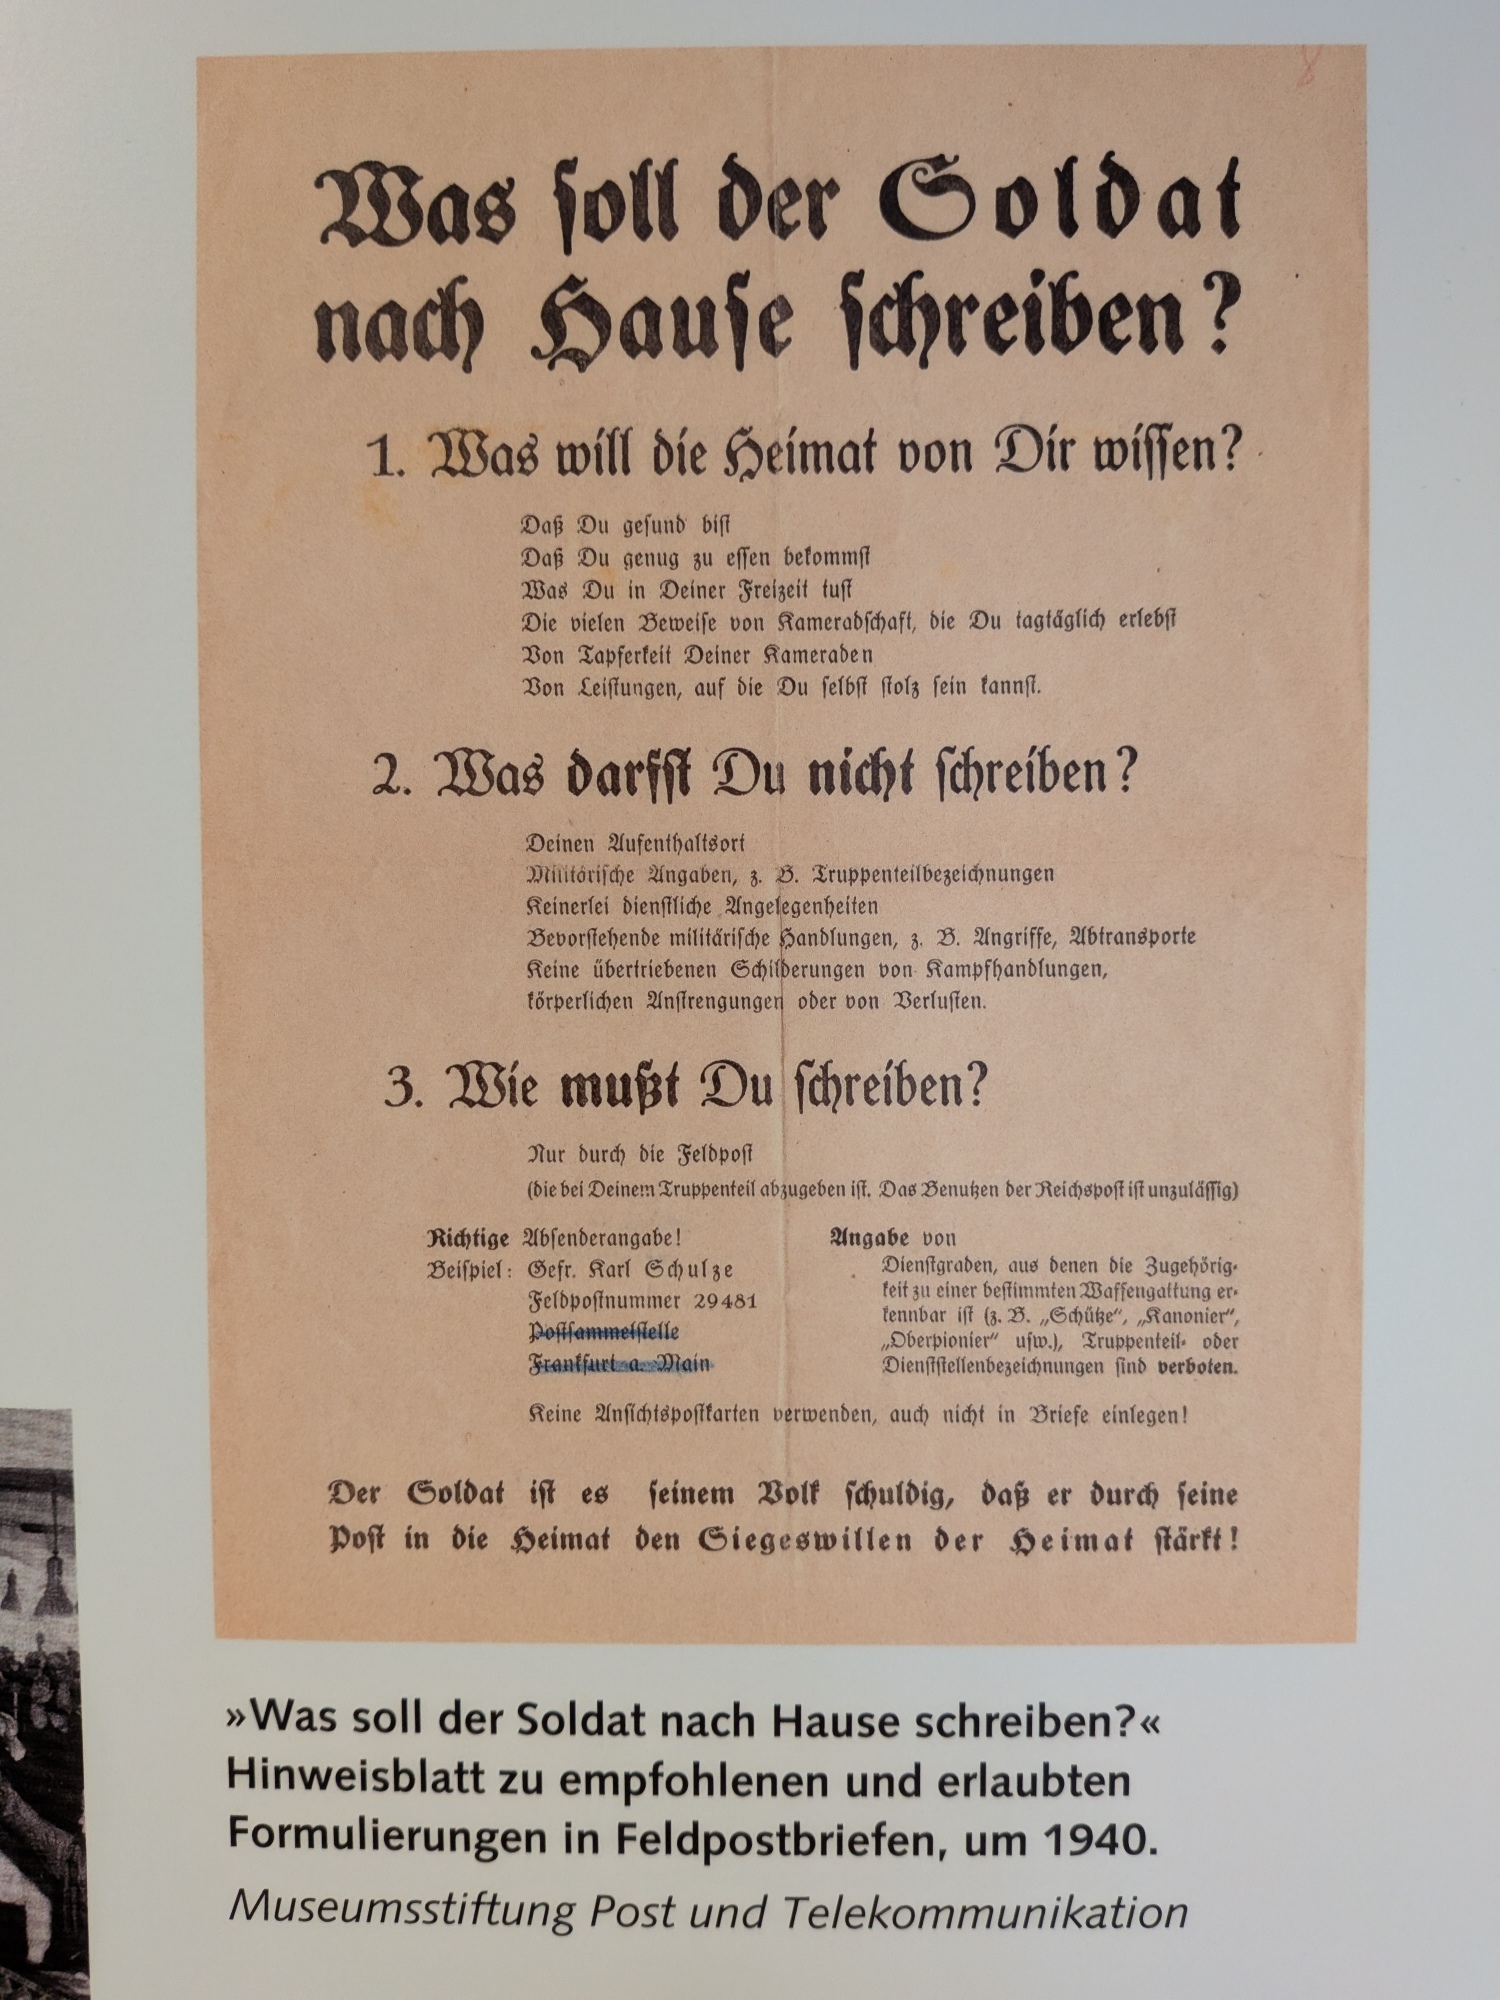 Was soll der Soldat
nach Hause schreiben?
1. Was will die Heimat von Dir wissen?
Daß Du gesund bist
Daß Du genug zu essen bekommst
Was Du in Deiner Freizeit tust
Die vielen Beweise von Kameradschaft, die Du tagtäglich erlebst
Von Tapferkeit Deiner Kameraden
Von Leistungen, auf die Du selbst stolz sein kannst.
2. Was darfst Du nicht schreiben?
Deinen Aufenthaltsort
Militärische Angaben, z. B. Truppenteilbezeichnungen
Keinerlei dienstliche Angelegenheiten
Bevorstehende militärische Handlungen, z. B. Angriffe, Abtransporte
Keine übertriebenen Schilderungen von Kampfhandlungen,
körperlichen Anstrengungen oder von Verlusten.
3. Wie mußt Du schreiben?
Nur durch die Feldpost
(die bei Deinem Truppenteil abzugeben ist. Das Benutzen der Reichspost ist unzulässig)
Richtige Absenderangabe!
Beispiel: Gefr. Karl Schulze
Feldpostnummer 29481
Postsammelstelle
Frankfurt a. Main
Angabe von
Dienstgraden, aus denen die Zugehörig-
keit zu einer bestimmten Waffengattung er-
kennbar ist (z. B. „Schütze“, „Kanonier“,
„Oberpionier“ usw.), Truppenteil- oder
Dienststellenbezeichnungen sind verboten.
Keine Ansichtspostkarten verwenden, auch nicht in Briefe einlegen!
Der Soldat ist es seinem Volk schuldig, daß er durch seine
Post in die Heimat den Siegeswillen der Heimat stärkt!
»Was soll der Soldat nach Hause schreiben?«
Hinweisblatt zu empfohlenen und erlaubten
Formulierungen in Feldpostbriefen, um 1940.
Museumsstiftung Post und Telekommunikation